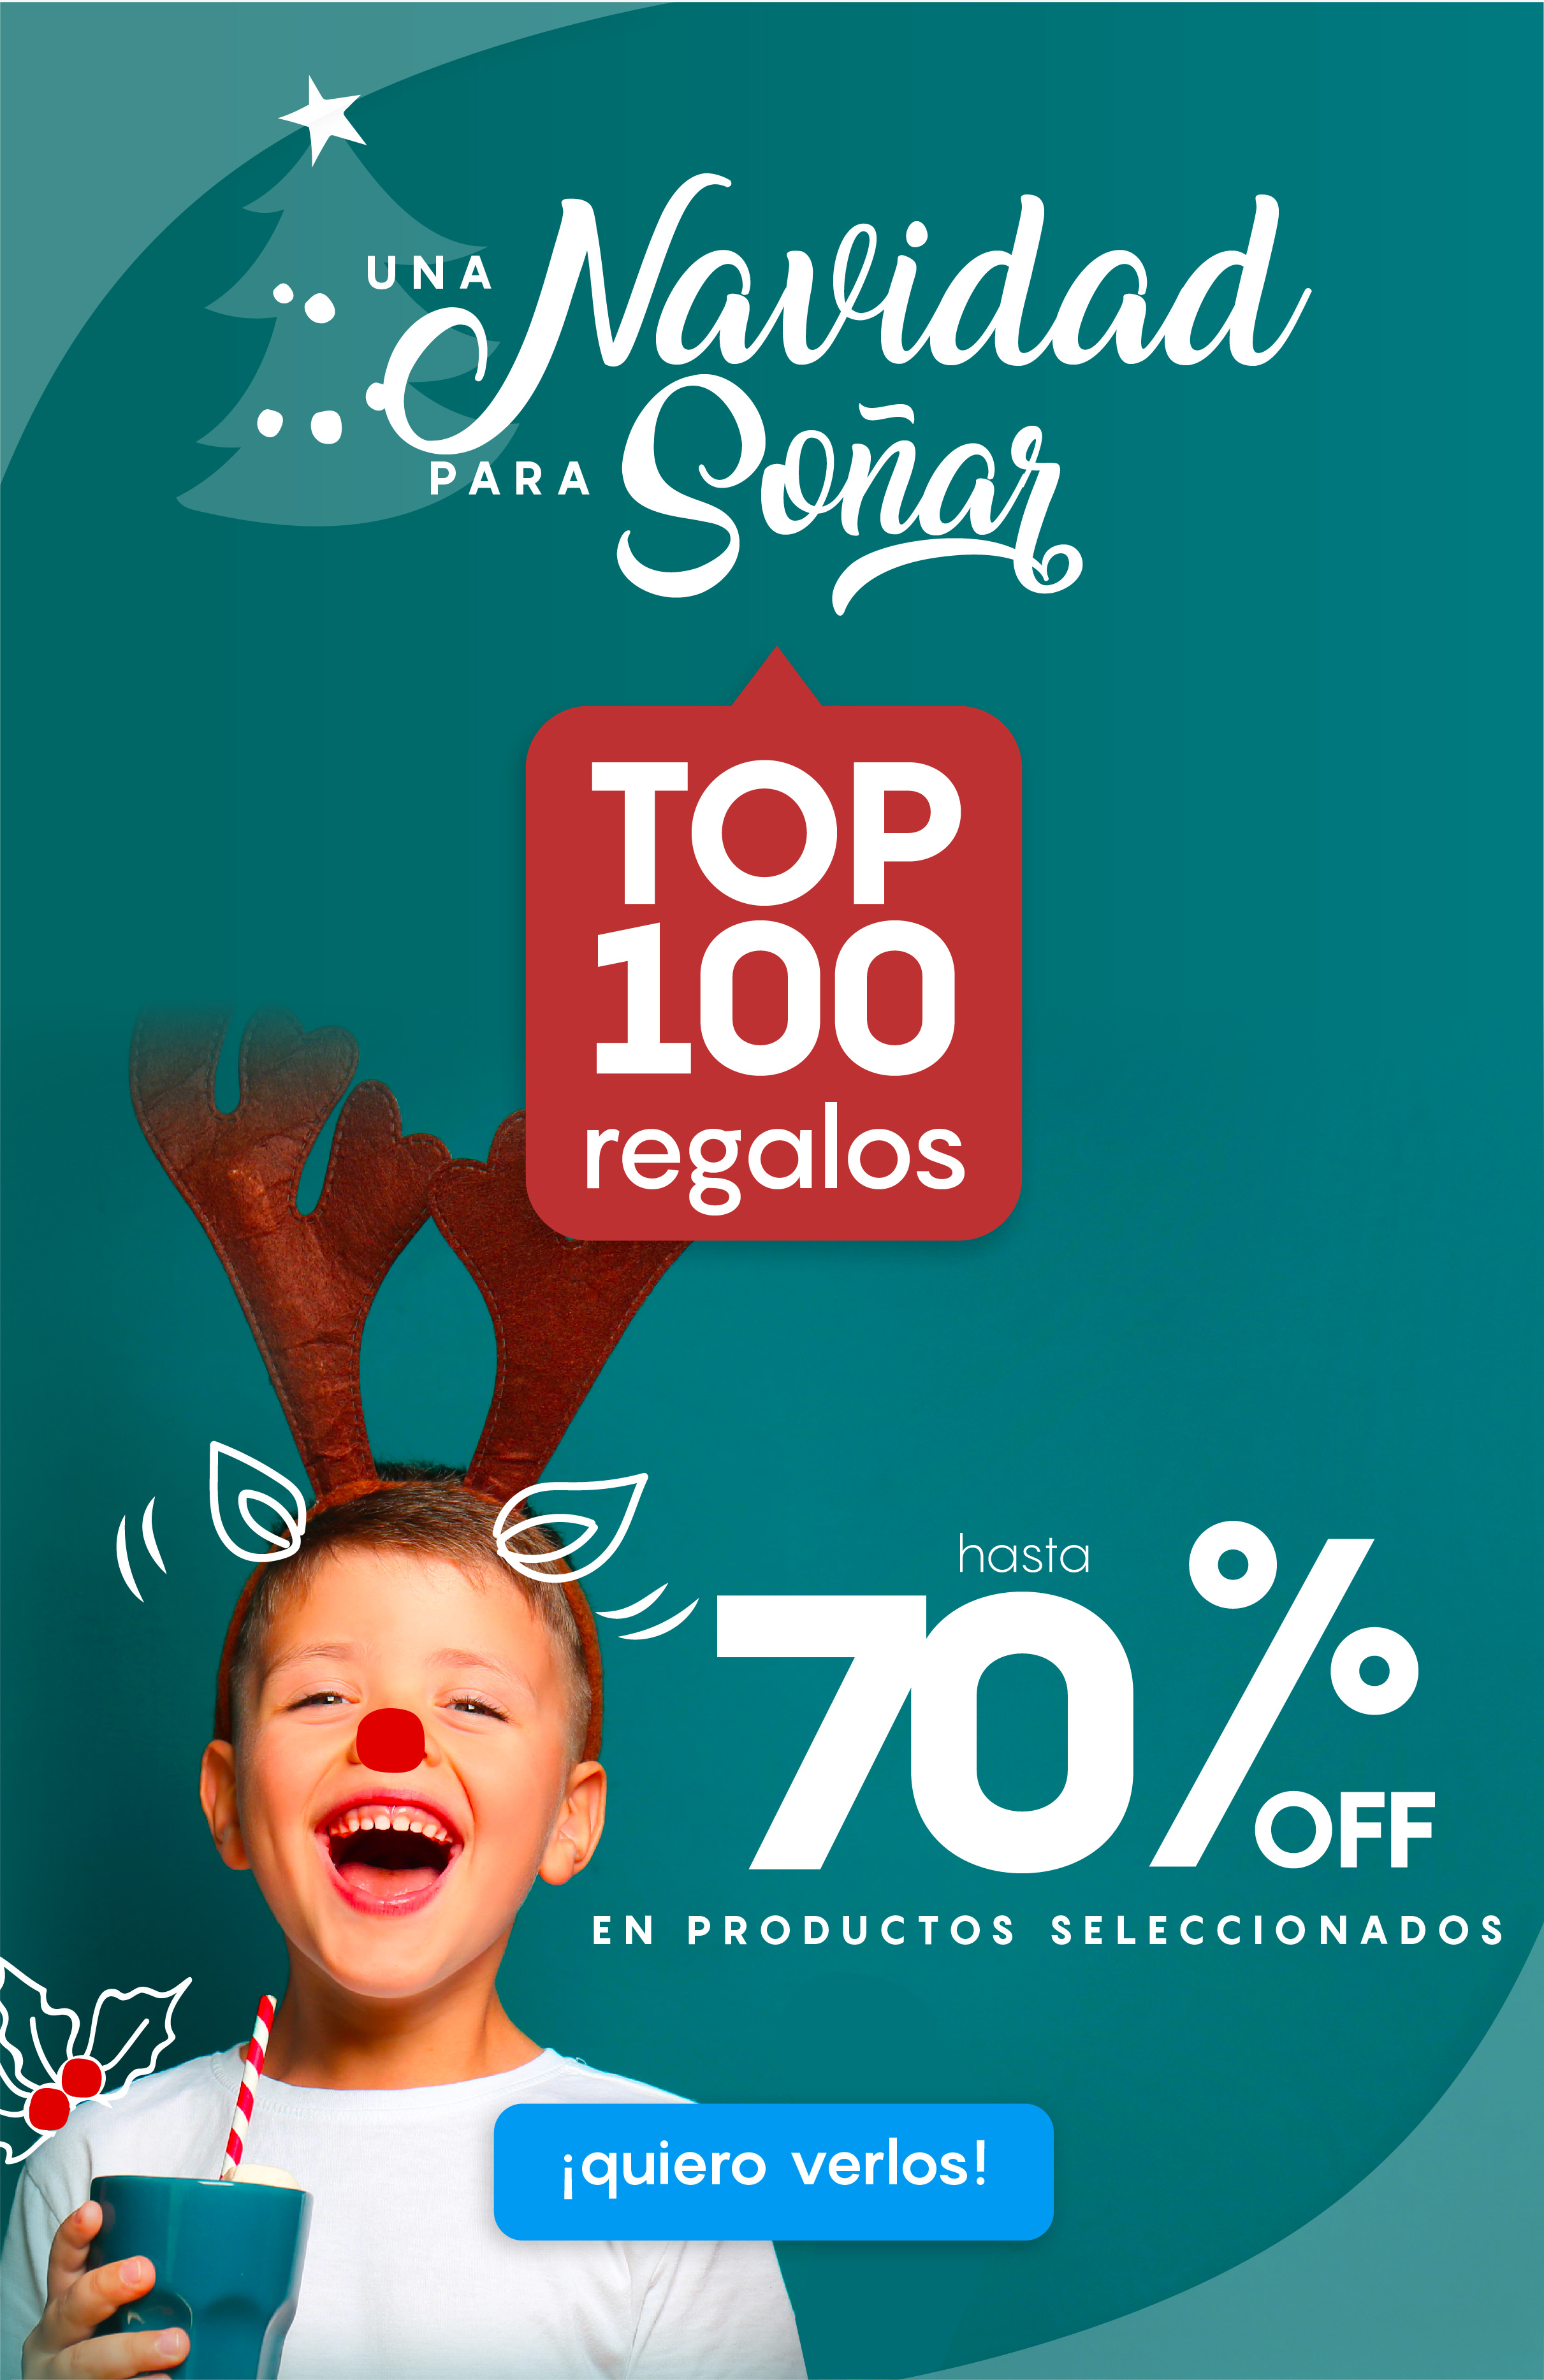 UNA
Navidad
PARA
Soñar
TOP
100
regalos
hasta
70%
OFF
EN PRODUCTOS SELECCIONADOS
¡quiero verlos!